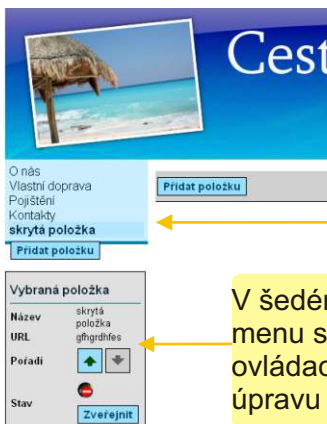 Cest
O nás
Vlastní doprava
Pojištění
Kontakty
skrytá položka
Přidat položku
Přidat položku
Vybraná položka
Název skrytá
položka
URL gfhgrdhfes
Pořadí
Stav
Zveřejnit
V šedém
menu s
ovládac
úpravu